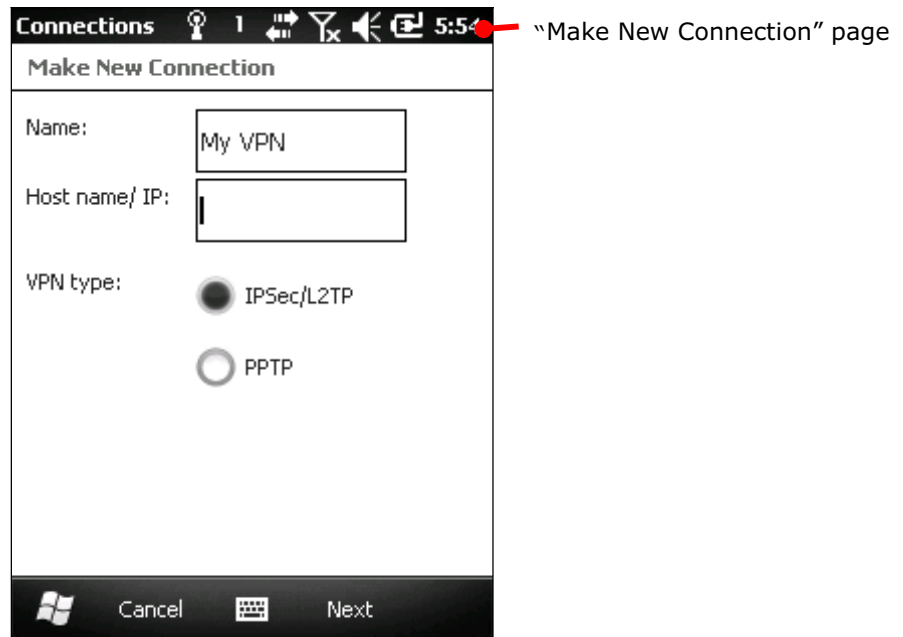 Connections 1 5:54
“Make New Connection” page
Make New Connection
Name:
My VPN
Host name/ IP:
VPN type:
IPSec/L2TP
PPTP
Cancel Next